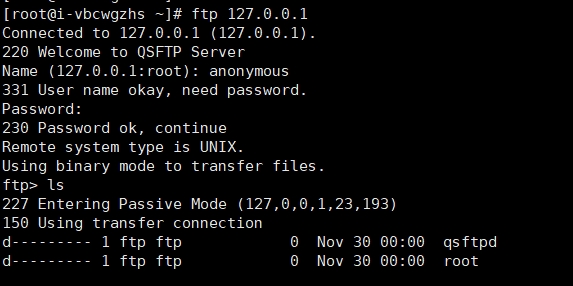 [root@i-vbcwgzhs ~]# ftp 127.0.0.1
Connected to 127.0.0.1 (127.0.0.1).
220 Welcome to QSFTP Server
Name (127.0.0.1:root): anonymous
331 User name okay, need password.
Password:
230 Password ok, continue
Remote system type is UNIX.
Using binary mode to transfer files.
ftp> ls
227 Entering Passive Mode (127,0,0,1,23,193)
150 Using transfer connection
d--------- 1 ftp ftp            0  Nov 30 00:00  qsftpd
d--------- 1 ftp ftp            0  Nov 30 00:00  root